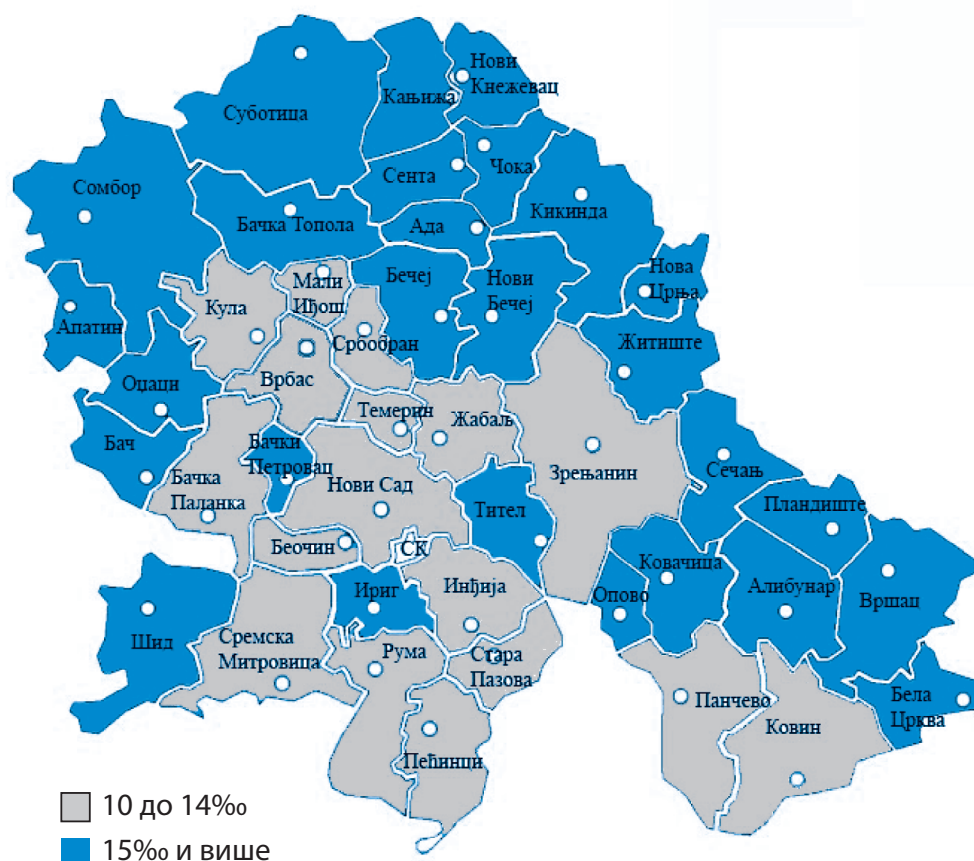 Нови
Кнежевац
Кањижа
Суботица
Чока
Сента
Сомбор
Кикинда
Бачка Топола
Ада
Нова
Црња
Бечеј
Нови
Бечеј
Мали
Иђош
Кула
Апатин
Србобран
Житиште
Врбас
Оџаци
Темерин
Жабаљ
Бач
Бачки
Петровац
Зрењанин
Сечањ
Бачка
Паланка
Нови Сад
Тител
Пландиште
Беочин
СК
Ковачица
Ириг
Инђија
Опово
Алибунар
Вршац
Шид
Сремска
Митровица
Рума
Стара
Пазова
Бела
Црква
Панчево
Ковин
Пећинци
10 до 14‰
15‰ и више